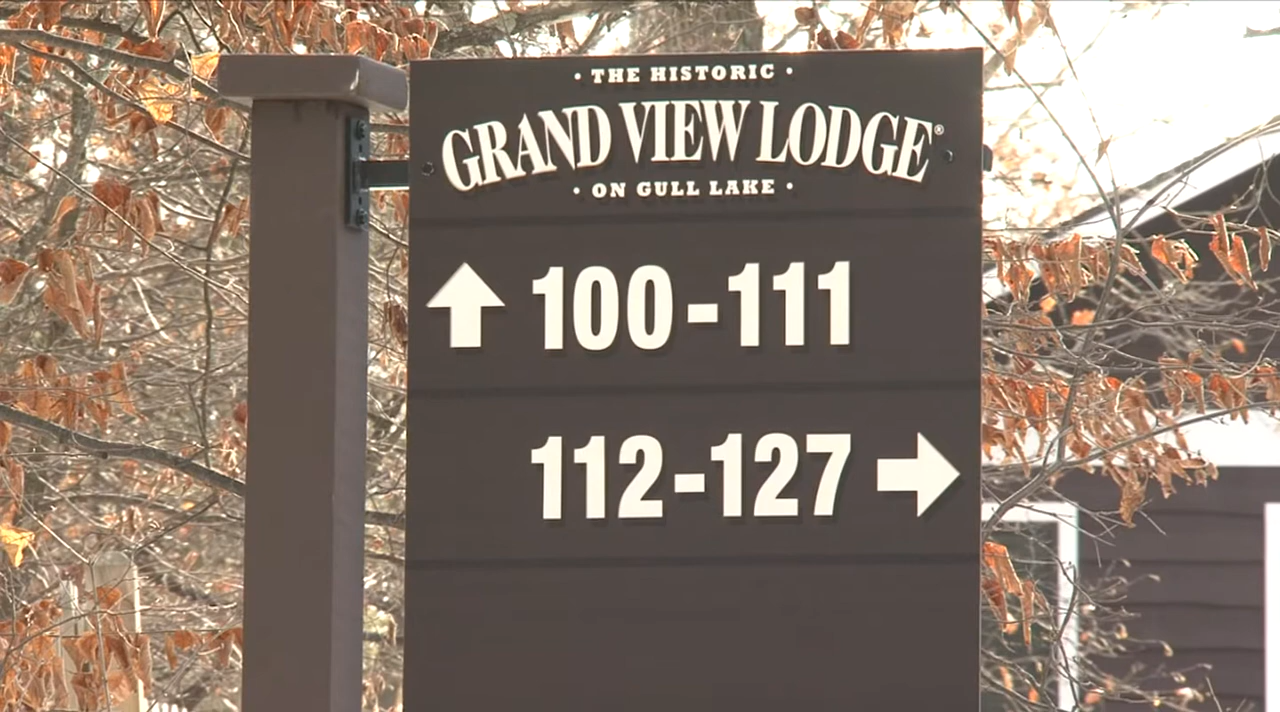 · THE HISTORIC ·
GRAND VIEW LODGE®
· ON GULL LAKE ·
↑ 100-111
112-127 →